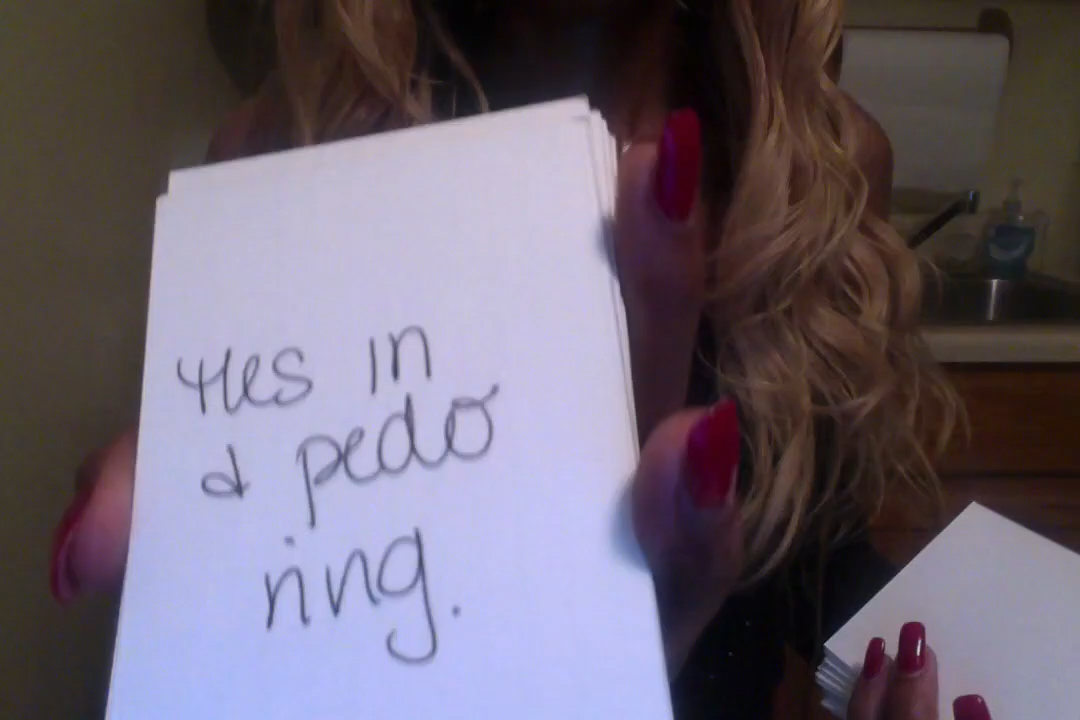 Yes in
a pedo
ring.